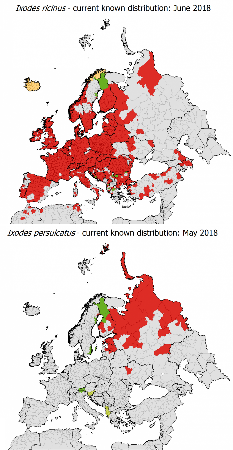 Ixodes ricinus - current known distribution: June 2018
Ixodes persulcatus - current known distribution: May 2018